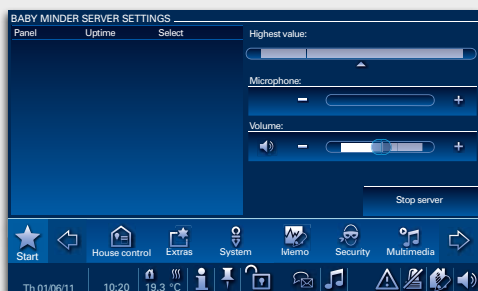 BABY MINDER SERVER SETTINGS
Panel Uptime Select
Highest value:
Microphone:
Volume:
Stop server
Start House control Extras System Memo Security Multimedia
Th 01/06/11 10:20 19.3 °C